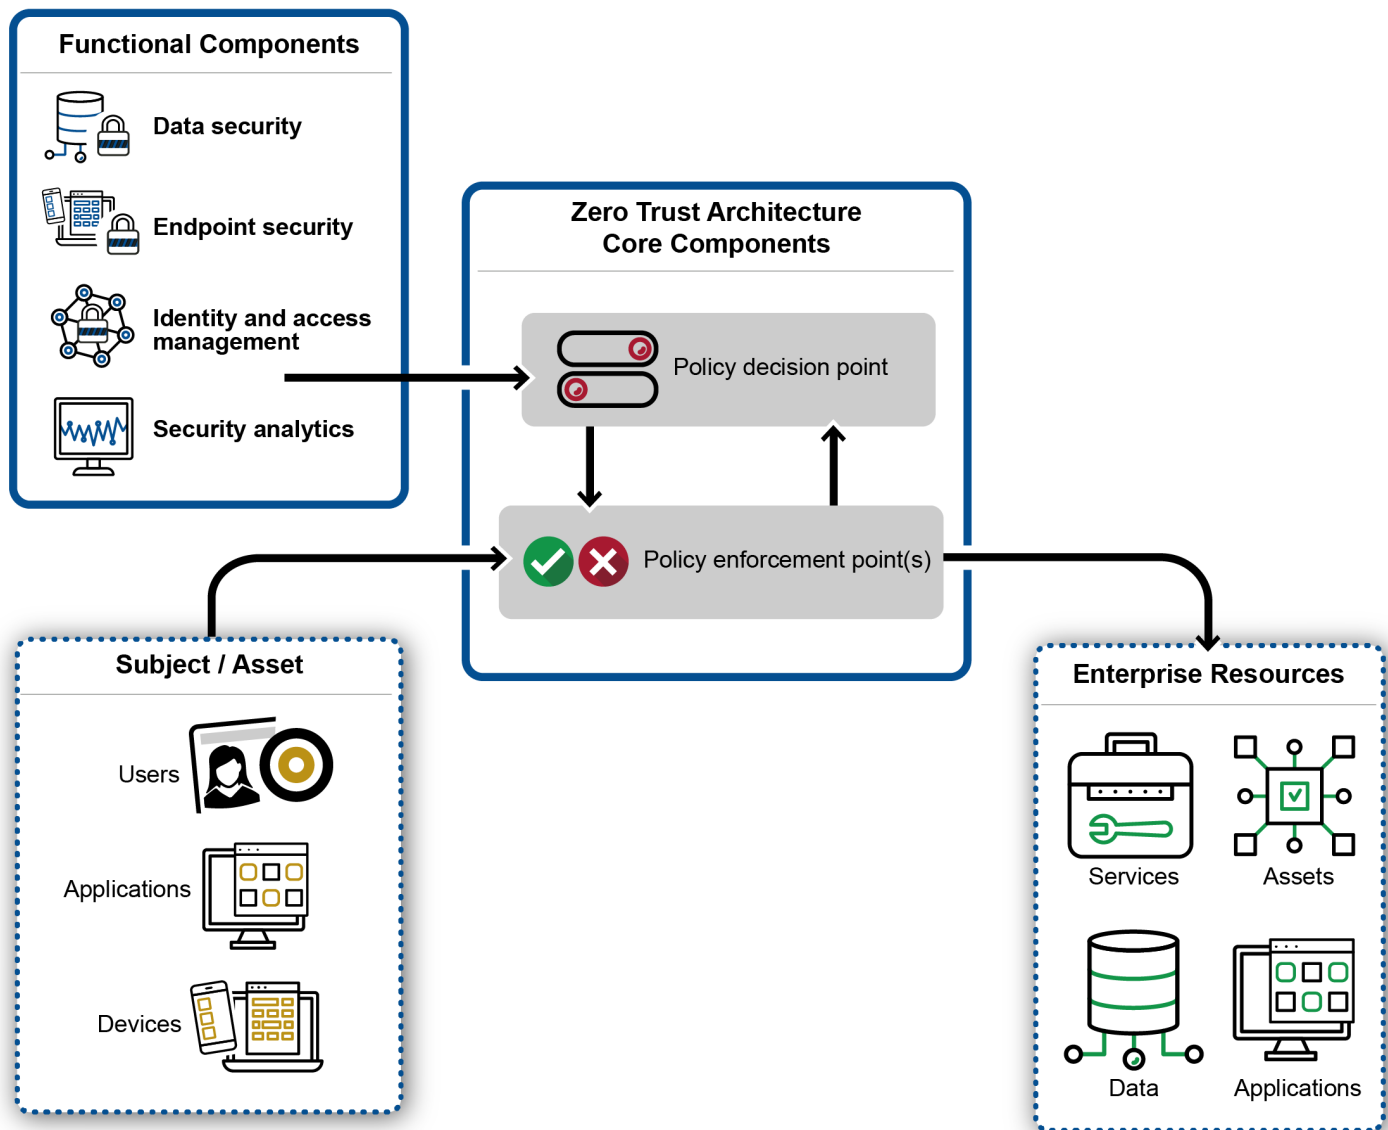 Functional Components
Data security
Endpoint security
Identity and access
management
Security analytics
Zero Trust Architecture
Core Components
Policy decision point
Policy enforcement point(s)
Subject / Asset
Users
Applications
Devices
Enterprise Resources
Services
Assets
Data
Applications